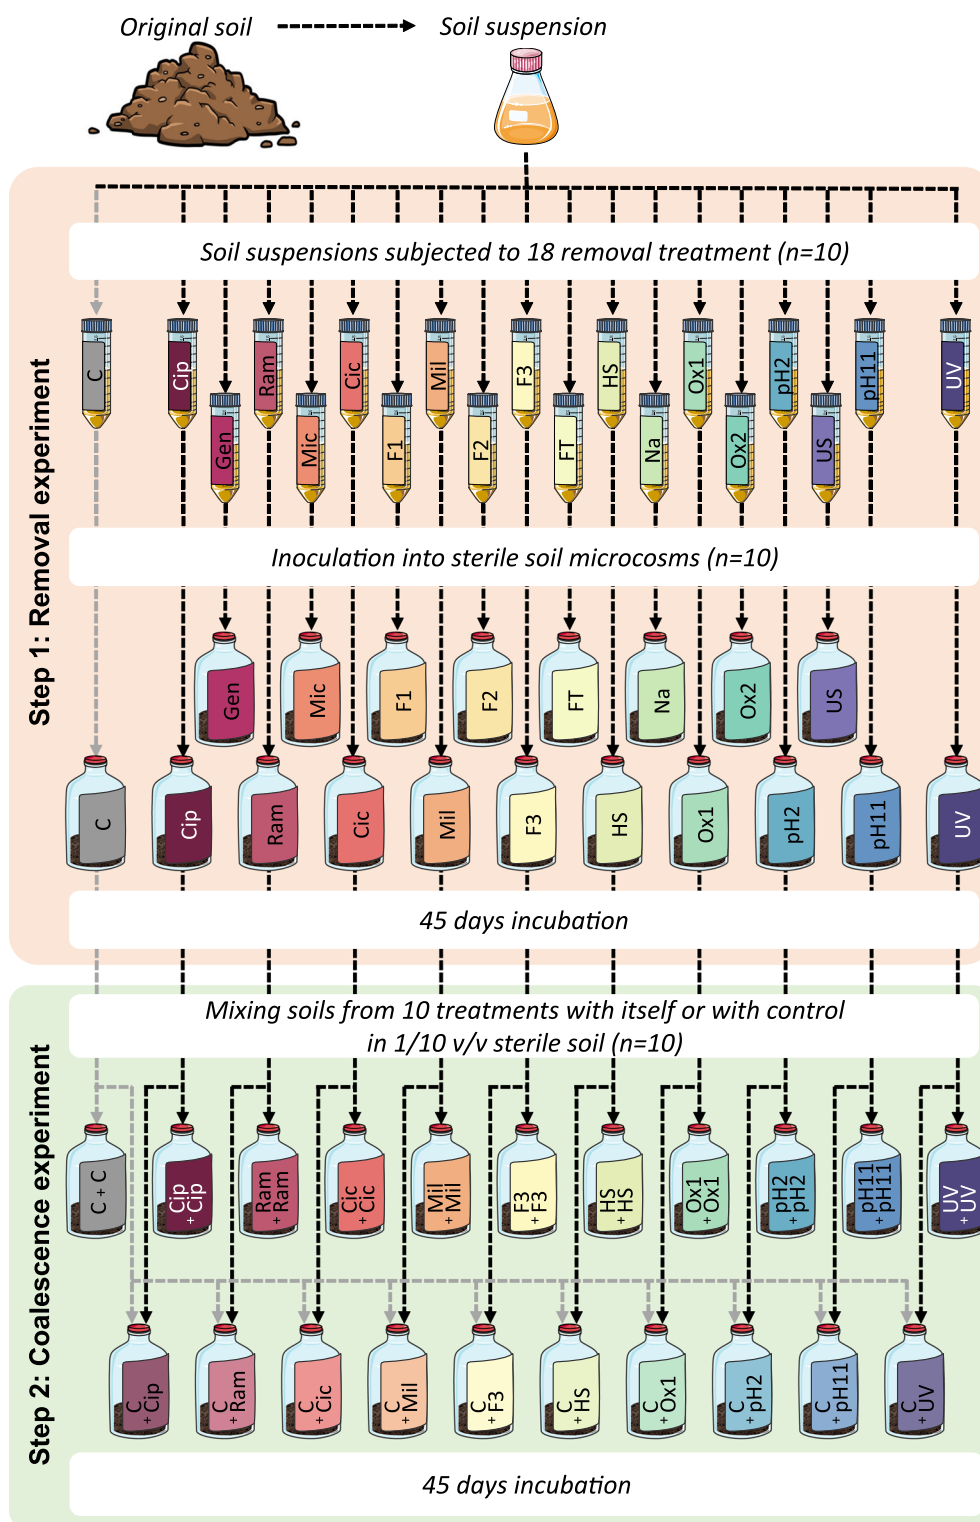 Original soil
Soil suspension
Step 1: Removal experiment
Soil suspensions subjected to 18 removal treatment (n=10)
C
Cip
Ram
Cic
Mil
F3
HS
Ox1
pH2
pH11
UV
Gen
Mic
F1
F2
FT
Na
Ox2
US
Inoculation into sterile soil microcosms (n=10)
Gen
Mic
F1
F2
FT
Na
Ox2
US
C
Cip
Ram
Cic
Mil
F3
HS
Ox1
pH2
pH11
UV
45 days incubation
Step 2: Coalescence experiment
Mixing soils from 10 treatments with itself or with control
in 1/10 v/v sterile soil (n=10)
C + C
Cip
+ Cip
Ram
+ Ram
Cic
+ Cic
Mil
+ Mil
F3
+ F3
HS
+ HS
Ox1
+ Ox1
pH2
+ pH2
pH11
+ pH11
UV
+ UV
C
+ Cip
C
+ Ram
C
+ Cic
C
+ Mil
C
+ F3
C
+ HS
C
+ Ox1
C
+ pH2
C
+ pH11
C
+ UV
45 days incubation